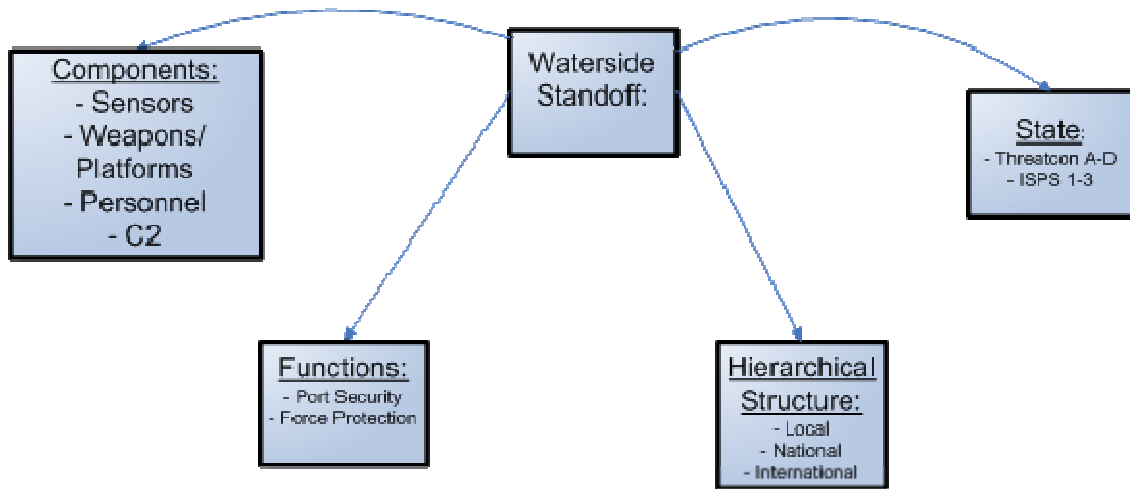 Components:
- Sensors
- Weapons/
Platforms
- Personnel
- C2
Waterside
Standoff:
State:
- Threatcon A-D
- ISPS 1-3
Functions:
- Port Security
- Force Protection
Hierarchical
Structure:
- Local
- National
- International